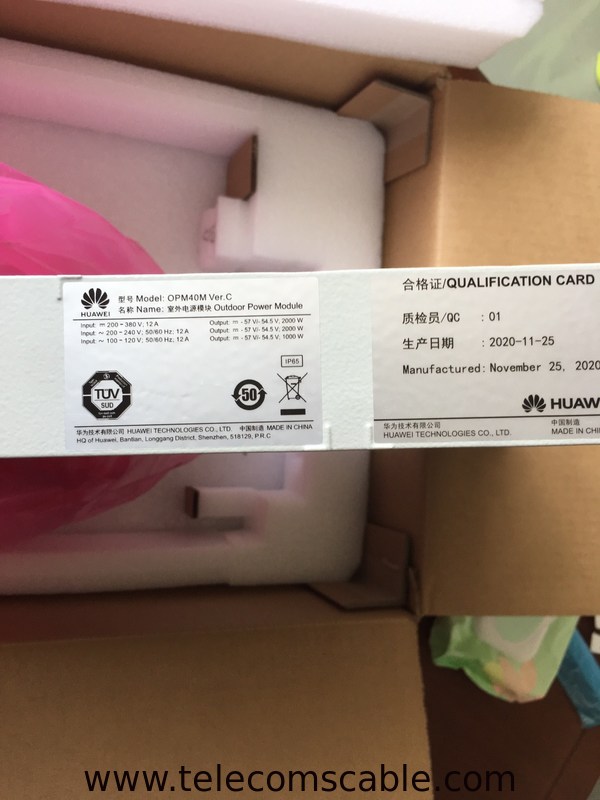 HUAWEI
型号 Model: OPM40M Ver.C
名称 Name: 室外电源模块 Outdoor Power Module
Input: ⎓ 200 - 380 V; 12 A Output: ⎓ - 57 V/- 54.5 V; 2000 W
Input: ~ 200 - 240 V; 50/60 Hz; 12 A Output: ⎓ - 57 V/- 54.5 V; 2000 W
Input: ~ 100 - 120 V; 50/60 Hz; 12 A Output: ⎓ - 57 V/- 54.5 V; 1000 W
IP65
TÜV
SUD
50
华为技术有限公司 中国制造
HUAWEI TECHNOLOGIES CO., LTD. MADE IN CHINA
HQ of Huawei, Bantian, Longgang District, Shenzhen, 518129, P.R.C
合格证/QUALIFICATION CARD
质检员/QC : 01
生产日期 : 2020-11-25
Manufactured: November 25, 2020
HUAW
华为技术有限公司 中国制造
HUAWEI TECHNOLOGIES CO., LTD. MADE IN CHI
www.telecomscable.com